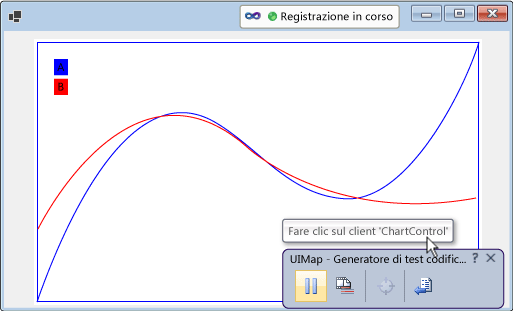 Registrazione in corso
A
B
Fare clic sul client 'ChartControl'
UIMap - Generatore di test codific...